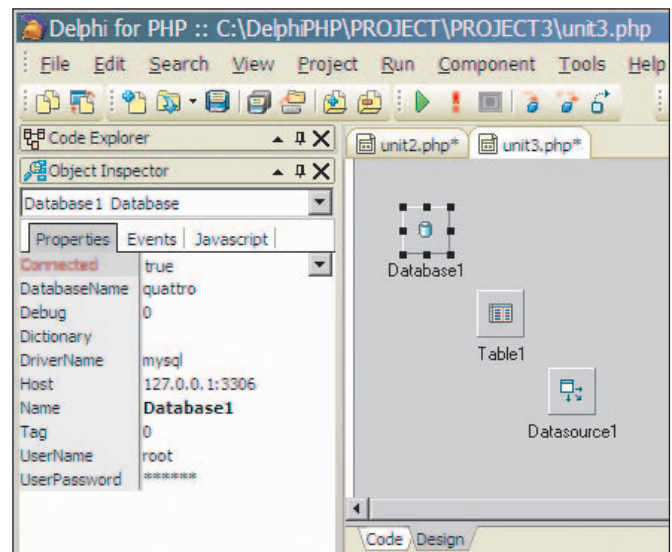 Delphi for PHP :: C:\DelphiPHP\PROJECT\PROJECT3\unit3.php
File Edit Search View Project Run Component Tools Help
Code Explorer
Object Inspector
Database1 Database
Properties Events Javascript
Connected true
DatabaseName quattro
Debug 0
Dictionary
DriverName mysql
Host 127.0.0.1:3306
Name Database1
Tag 0
UserName root
UserPassword ******
unit2.php* unit3.php*
Database1
Table1
Datasource1
Code Design